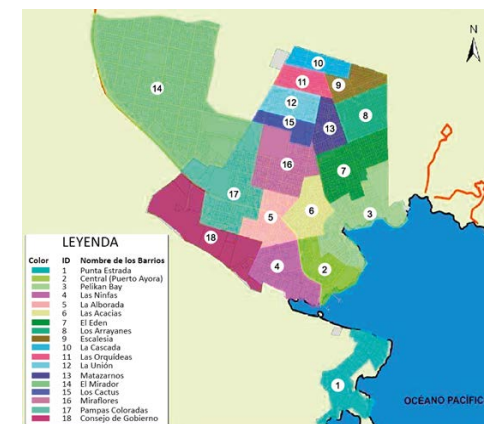 N
10
11
9
14
12
8
15
13
16
7
17
5
6
3
18
4
2
1
LEYENDA
Color ID Nombre de los Barrios
1 Punta Estrada
2 Central (Puerto Ayora)
3 Pelikan Bay
4 Las Ninfas
5 La Alborada
6 Las Acacias
7 El Eden
8 Los Arrayanes
9 Escalesia
10 La Cascada
11 Las Orquídeas
12 La Unión
13 Matazarnos
14 El Mirador
15 Los Cactus
16 Miraflores
17 Pampas Coloradas
18 Consejo de Gobierno
OCÉANO PACÍFIC